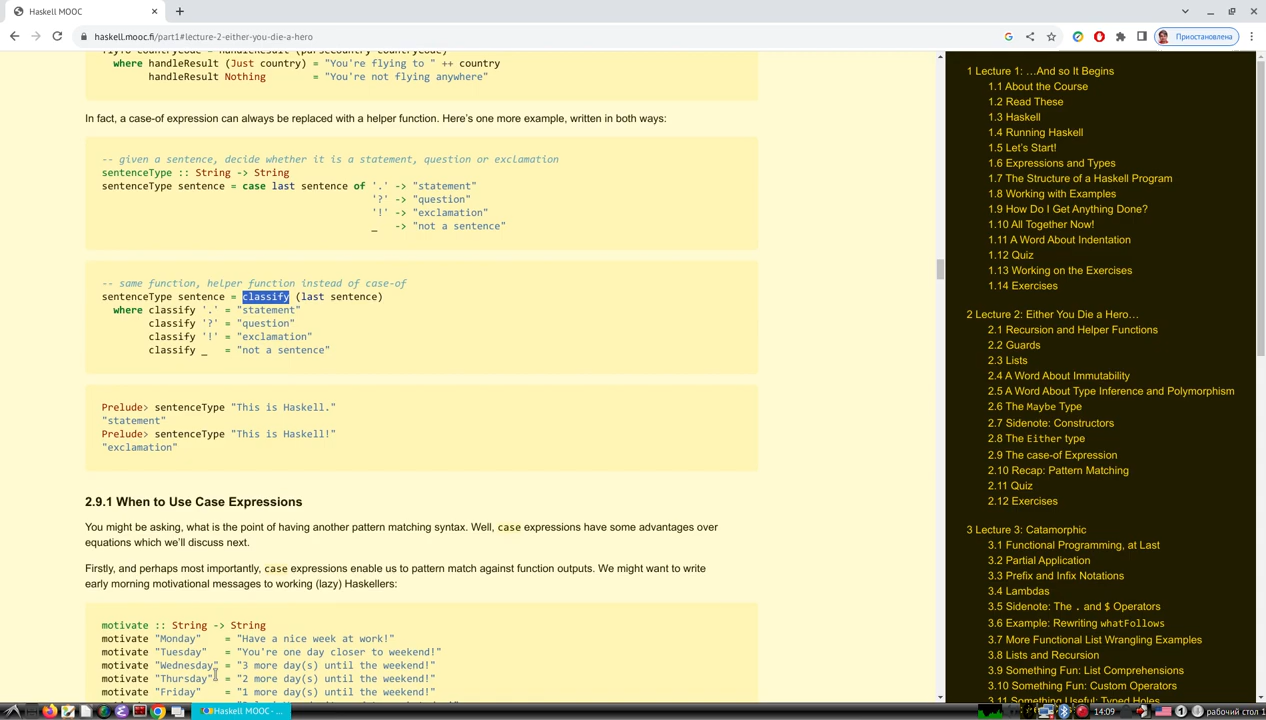 Haskell MOOC
haskell.mooc.fi/part1#lecture-2-either-you-die-a-hero
Приостановлена
where handleResult (Just country) = "You're flying to " ++ country
handleResult Nothing = "You're not flying anywhere"
In fact, a case-of expression can always be replaced with a helper function. Here's one more example, written in both ways:
-- given a sentence, decide whether it is a statement, question or exclamation
sentenceType :: String -> String
sentenceType sentence = case last sentence of '.' -> "statement"
'?' -> "question"
'!' -> "exclamation"
_ -> "not a sentence"
-- same function, helper function instead of case-of
sentenceType sentence = classify (last sentence)
where classify '.' = "statement"
classify '?' = "question"
classify '!' = "exclamation"
classify _ = "not a sentence"
Prelude> sentenceType "This is Haskell."
"statement"
Prelude> sentenceType "This is Haskell!"
"exclamation"
2.9.1 When to Use Case Expressions
You might be asking, what is the point of having another pattern matching syntax. Well, case expressions have some advantages over
equations which we'll discuss next.
Firstly, and perhaps most importantly, case expressions enable us to pattern match against function outputs. We might want to write
early morning motivational messages to working (lazy) Haskellers:
motivate :: String -> String
motivate "Monday" = "Have a nice week at work!"
motivate "Tuesday" = "You're one day closer to weekend!"
motivate "Wednesday" = "3 more day(s) until the weekend!"
motivate "Thursday" = "2 more day(s) until the weekend!"
motivate "Friday" = "1 more day(s) until the weekend!"
1 Lecture 1: …And so It Begins
1.1 About the Course
1.2 Read These
1.3 Haskell
1.4 Running Haskell
1.5 Let's Start!
1.6 Expressions and Types
1.7 The Structure of a Haskell Program
1.8 Working with Examples
1.9 How Do I Get Anything Done?
1.10 All Together Now!
1.11 A Word About Indentation
1.12 Quiz
1.13 Working on the Exercises
1.14 Exercises
2 Lecture 2: Either You Die a Hero…
2.1 Recursion and Helper Functions
2.2 Guards
2.3 Lists
2.4 A Word About Immutability
2.5 A Word About Type Inference and Polymorphism
2.6 The Maybe Type
2.7 Sidenote: Constructors
2.8 The Either type
2.9 The case-of Expression
2.10 Recap: Pattern Matching
2.11 Quiz
2.12 Exercises
3 Lecture 3: Catamorphic
3.1 Functional Programming, at Last
3.2 Partial Application
3.3 Prefix and Infix Notations
3.4 Lambdas
3.5 Sidenote: The . and $ Operators
3.6 Example: Rewriting whatFollows
3.7 More Functional List Wrangling Examples
3.8 Lists and Recursion
3.9 Something Fun: List Comprehensions
3.10 Something Fun: Custom Operators
3.11 Something Useful: Typed Holes
Haskell MOOC - ...
14:09
рабочий стол 1